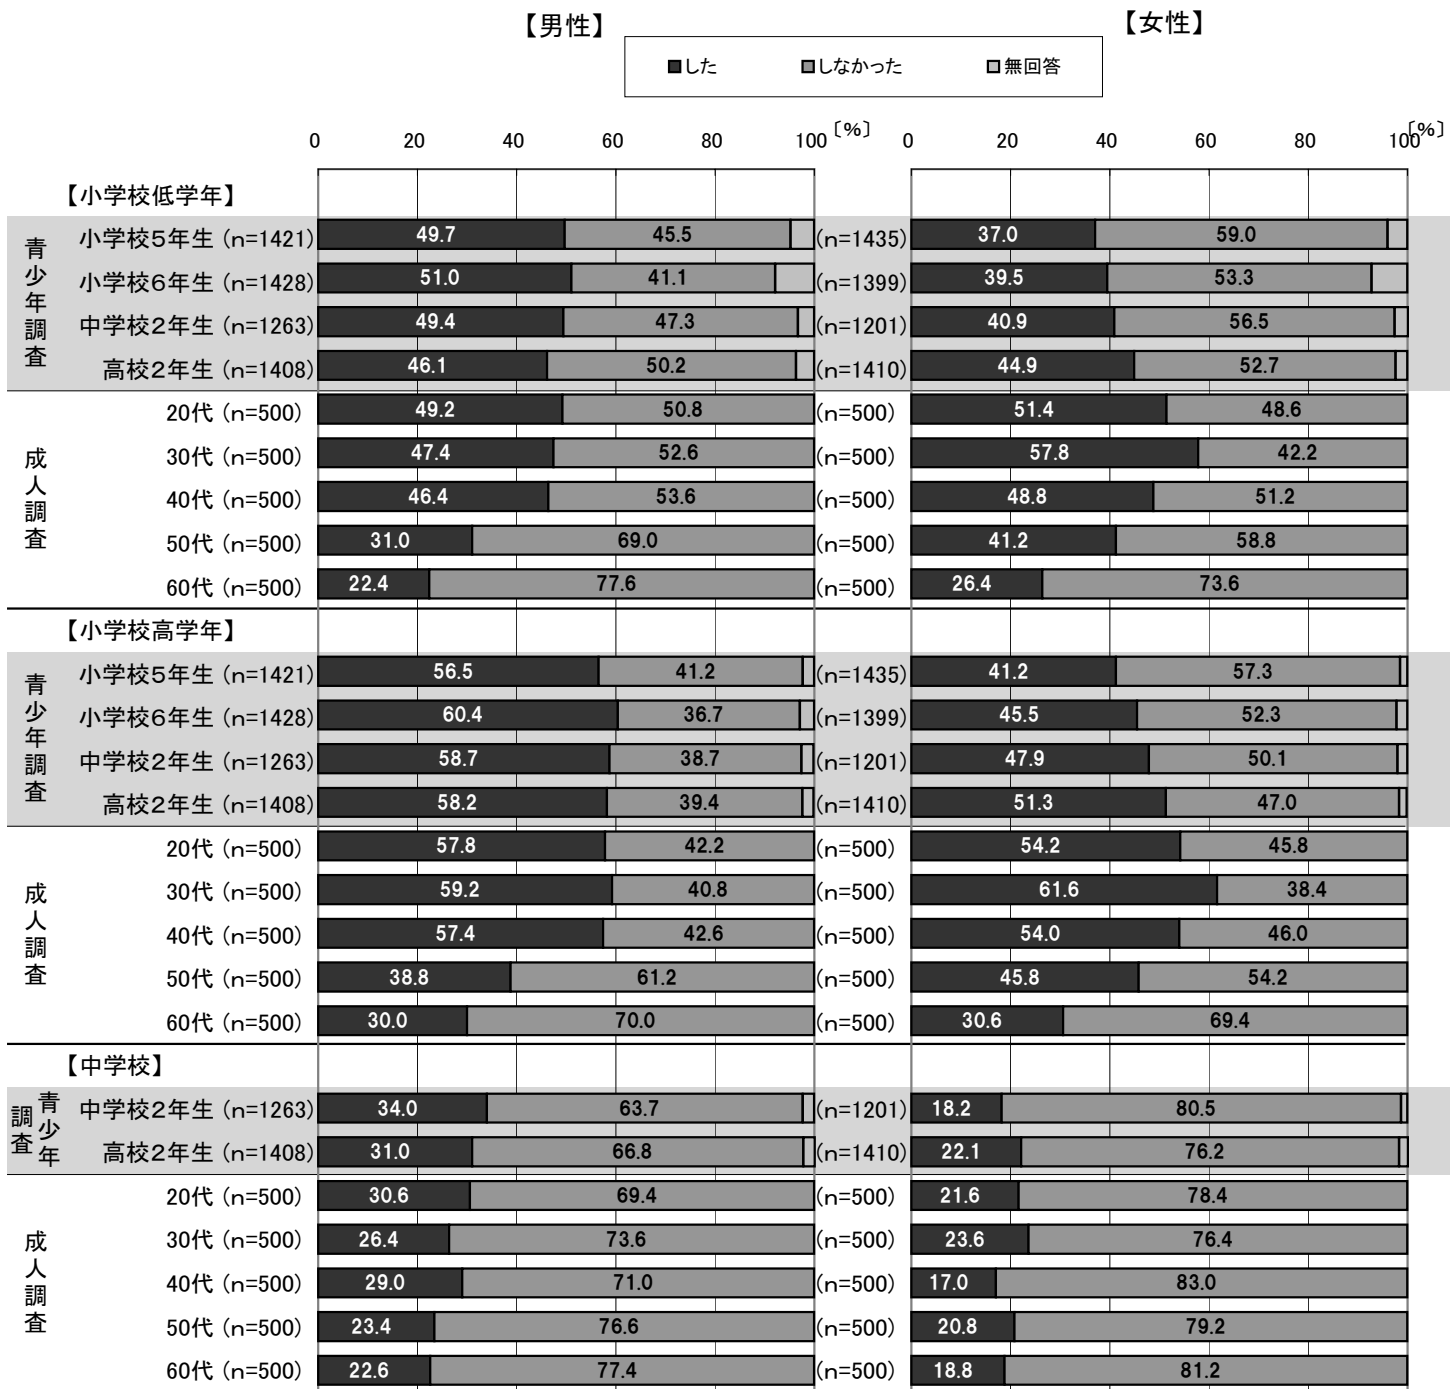 【男性】 【女性】
■した ■しなかった □無回答
0 20 40 60 80 100〔%〕 0 20 40 60 80 100〔%〕
【小学校低学年】
青少年調査
小学校5年生(n=1421) 49.7 45.5 (n=1435) 37.0 59.0
小学校6年生(n=1428) 51.0 41.1 (n=1399) 39.5 53.3
中学校2年生(n=1263) 49.4 47.3 (n=1201) 40.9 56.5
高校2年生(n=1408) 46.1 50.2 (n=1410) 44.9 52.7
成人調査
20代(n=500) 49.2 50.8 (n=500) 51.4 48.6
30代(n=500) 47.4 52.6 (n=500) 57.8 42.2
40代(n=500) 46.4 53.6 (n=500) 48.8 51.2
50代(n=500) 31.0 69.0 (n=500) 41.2 58.8
60代(n=500) 22.4 77.6 (n=500) 26.4 73.6
【小学校高学年】
青少年調査
小学校5年生(n=1421) 56.5 41.2 (n=1435) 41.2 57.3
小学校6年生(n=1428) 60.4 36.7 (n=1399) 45.5 52.3
中学校2年生(n=1263) 58.7 38.7 (n=1201) 47.9 50.1
高校2年生(n=1408) 58.2 39.4 (n=1410) 51.3 47.0
成人調査
20代(n=500) 57.8 42.2 (n=500) 54.2 45.8
30代(n=500) 59.2 40.8 (n=500) 61.6 38.4
40代(n=500) 57.4 42.6 (n=500) 54.0 46.0
50代(n=500) 38.8 61.2 (n=500) 45.8 54.2
60代(n=500) 30.0 70.0 (n=500) 30.6 69.4
【中学校】
青少年調査
中学校2年生(n=1263) 34.0 63.7 (n=1201) 18.2 80.5
高校2年生(n=1408) 31.0 66.8 (n=1410) 22.1 76.2
成人調査
20代(n=500) 30.6 69.4 (n=500) 21.6 78.4
30代(n=500) 26.4 73.6 (n=500) 23.6 76.4
40代(n=500) 29.0 71.0 (n=500) 17.0 83.0
50代(n=500) 23.4 76.6 (n=500) 20.8 79.2
60代(n=500) 22.6 77.4 (n=500) 18.8 81.2